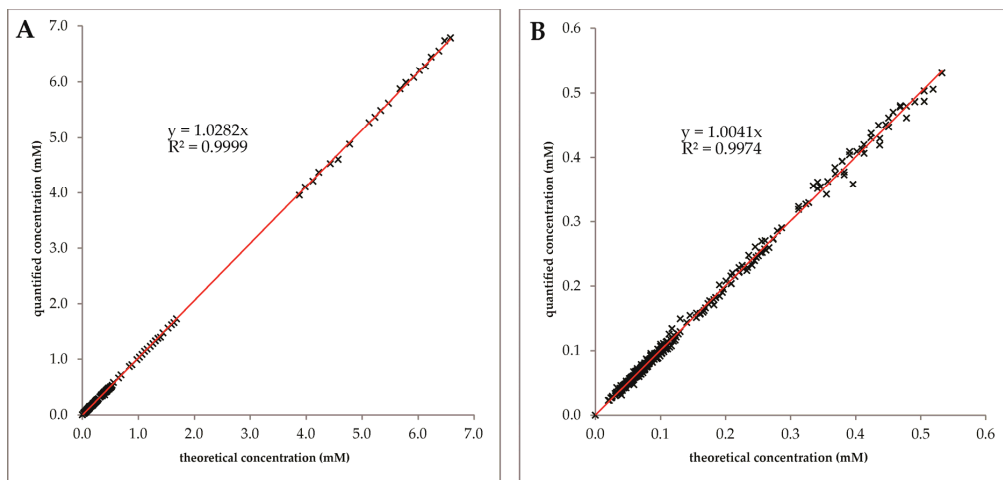 A
7.0
6.0
5.0
4.0
3.0
2.0
1.0
0.0
quantified concentration (mM)
y = 1.0282x
R² = 0.9999
0.0 1.0 2.0 3.0 4.0 5.0 6.0 7.0
theoretical concentration (mM)
B
0.6
0.5
0.4
0.3
0.2
0.1
0.0
quantified concentration (mM)
y = 1.0041x
R² = 0.9974
0.0 0.1 0.2 0.3 0.4 0.5 0.6
theoretical concentration (mM)